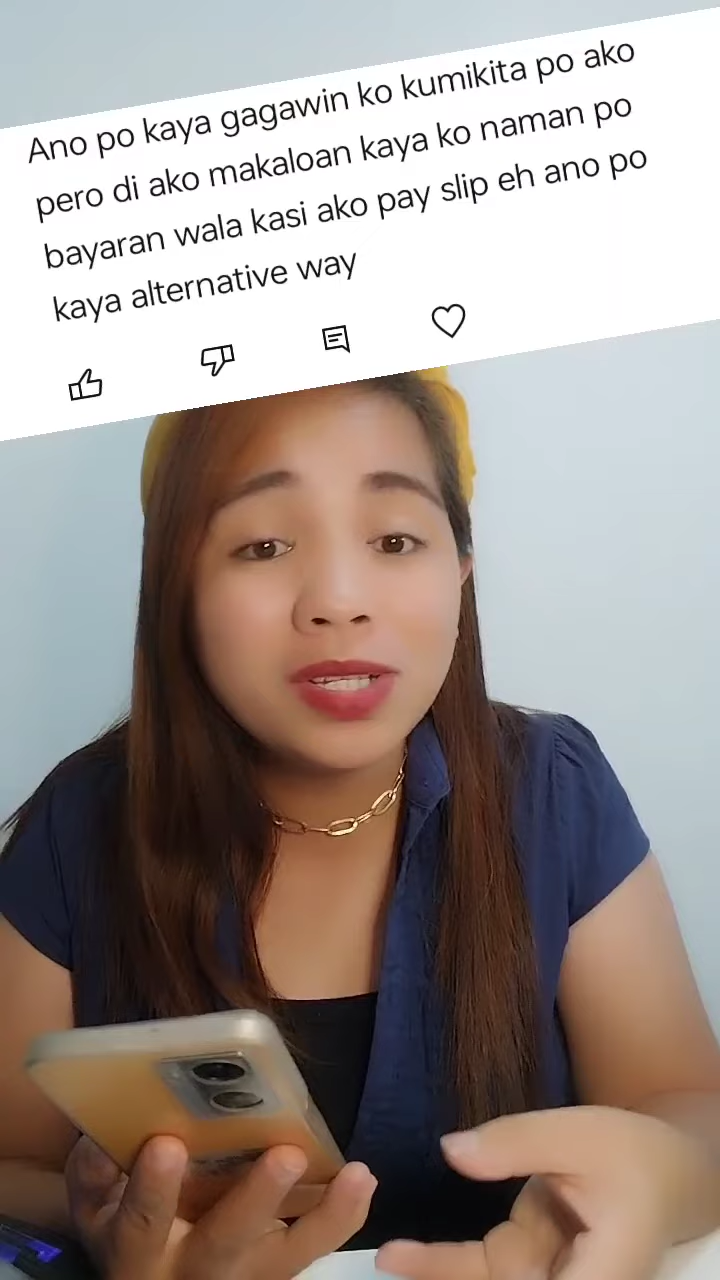 Ano po kaya gagawin ko kumikita po ako
pero di ako makaloan kaya ko naman po
bayaran wala kasi ako pay slip eh ano po
kaya alternative way